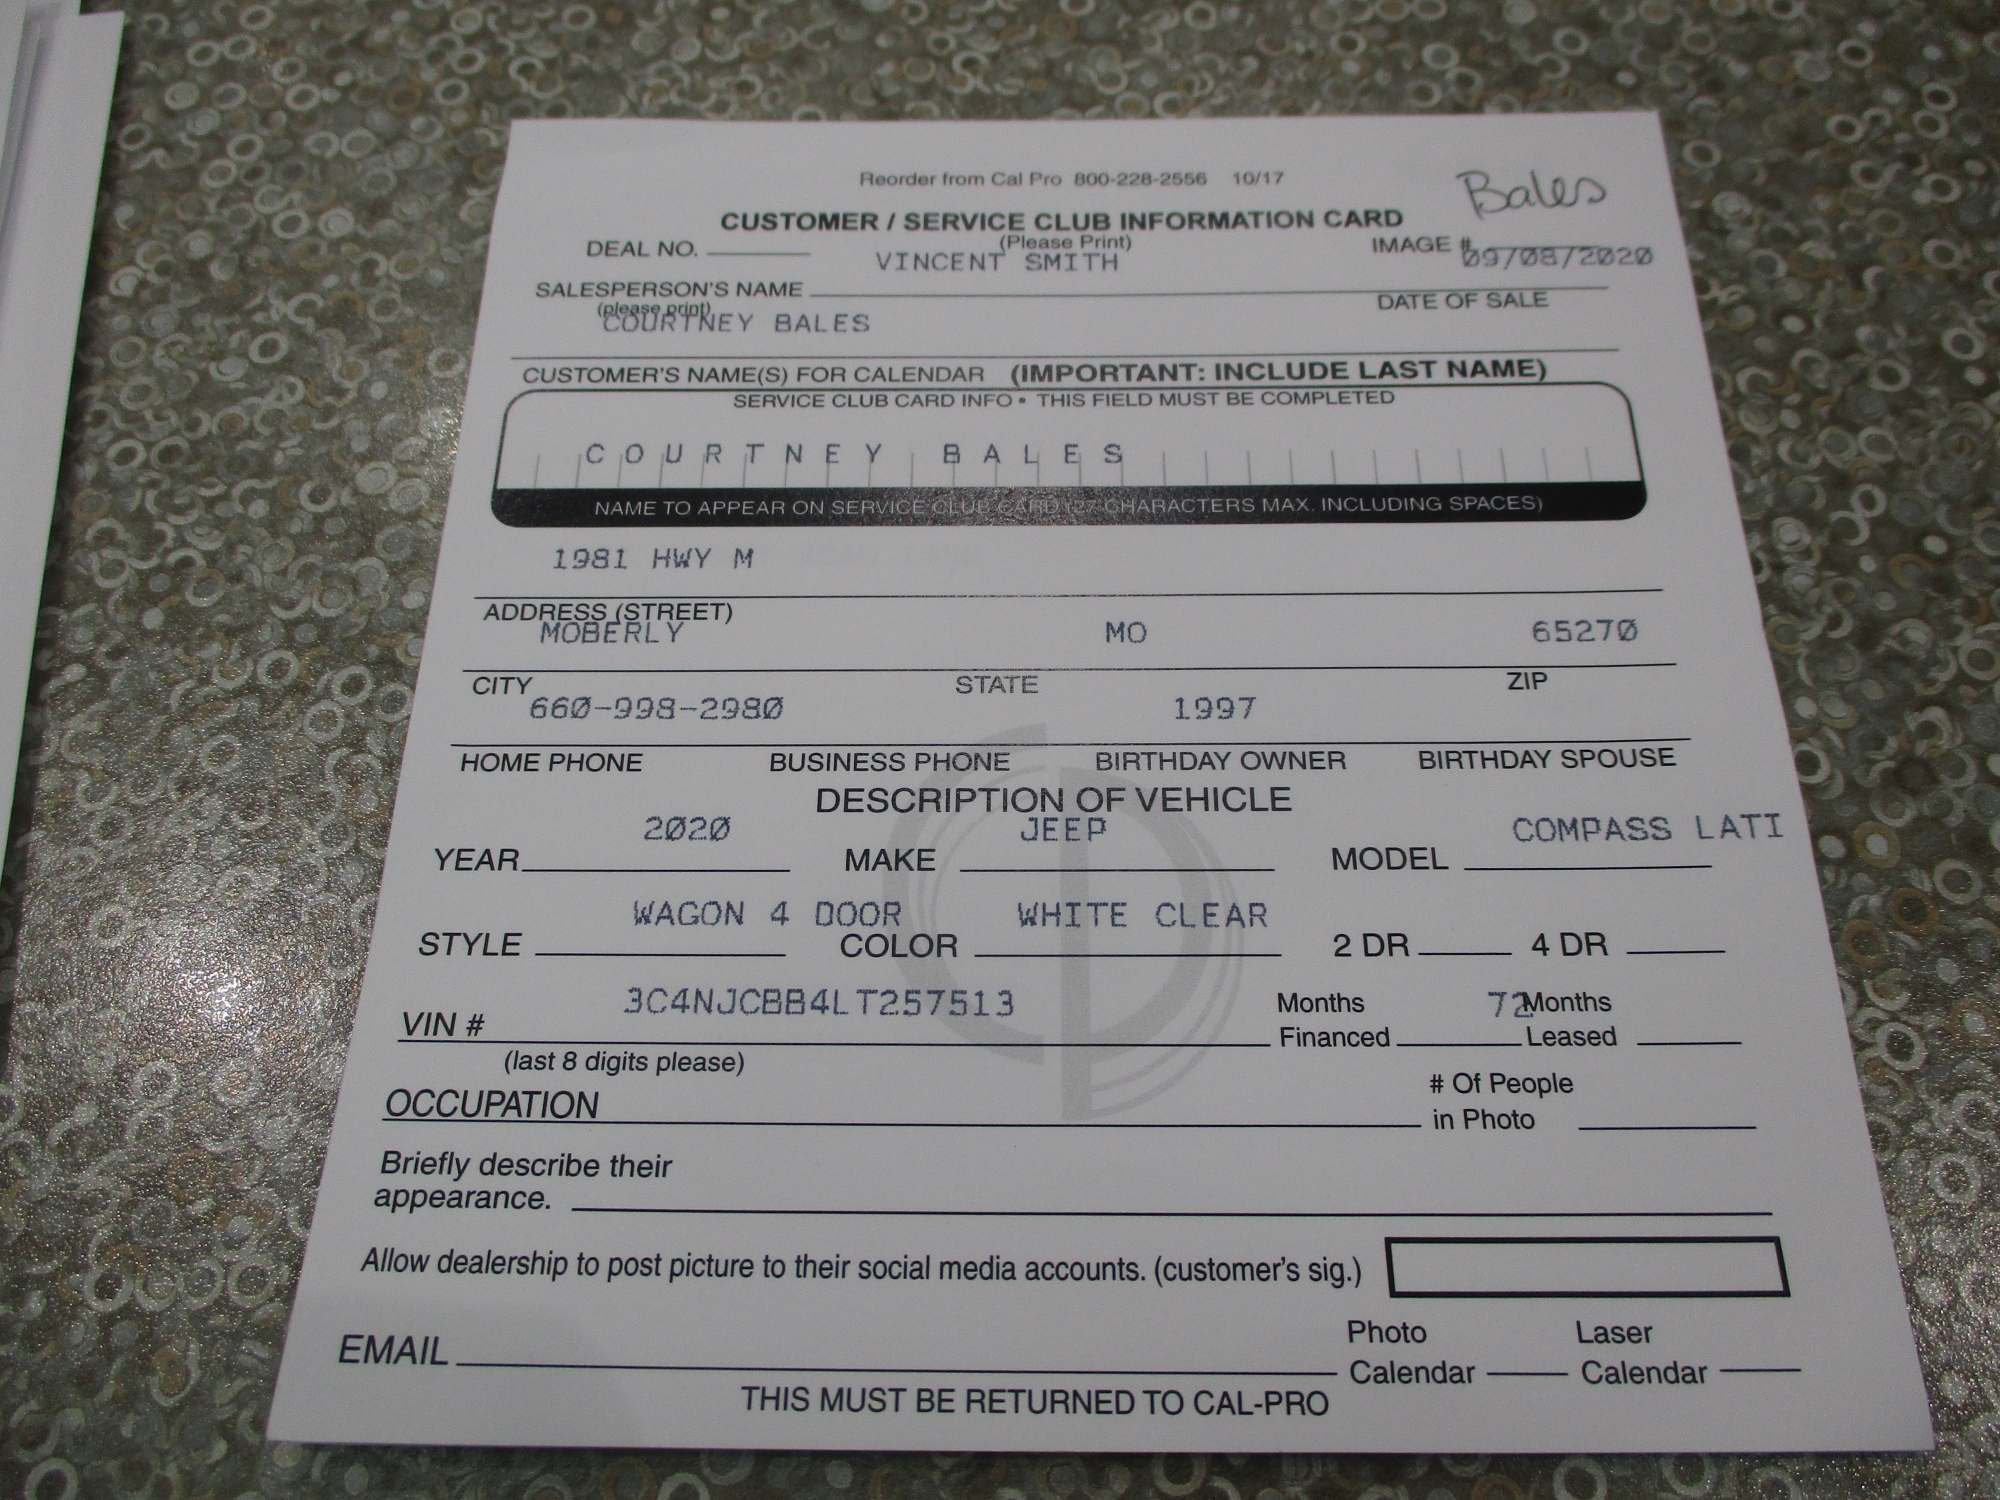 Reorder from Cal Pro 800-228-2556 10/17
Bales
CUSTOMER / SERVICE CLUB INFORMATION CARD
(Please Print)
DEAL NO. IMAGE #
VINCENT SMITH 09/08/2020
SALESPERSON'S NAME DATE OF SALE
(please print)
COURTNEY BALES
CUSTOMER'S NAME(S) FOR CALENDAR (IMPORTANT: INCLUDE LAST NAME)
SERVICE CLUB CARD INFO • THIS FIELD MUST BE COMPLETED
COURTNEY BALES
NAME TO APPEAR ON SERVICE CLUB CARD (27 CHARACTERS MAX. INCLUDING SPACES)
1981 HWY M
ADDRESS (STREET)
MOBERLY MO 65270
CITY STATE ZIP
660-998-2980 1997
HOME PHONE BUSINESS PHONE BIRTHDAY OWNER BIRTHDAY SPOUSE
DESCRIPTION OF VEHICLE
2020 JEEP COMPASS LATI
YEAR MAKE MODEL
WAGON 4 DOOR WHITE CLEAR
STYLE COLOR 2 DR 4 DR
3C4NJCBB4LT257513 Months 72 Months
VIN # Financed Leased
(last 8 digits please)
# Of People
OCCUPATION in Photo
Briefly describe their
appearance.
Allow dealership to post picture to their social media accounts. (customer's sig.)
Photo Laser
EMAIL Calendar Calendar
THIS MUST BE RETURNED TO CAL-PRO